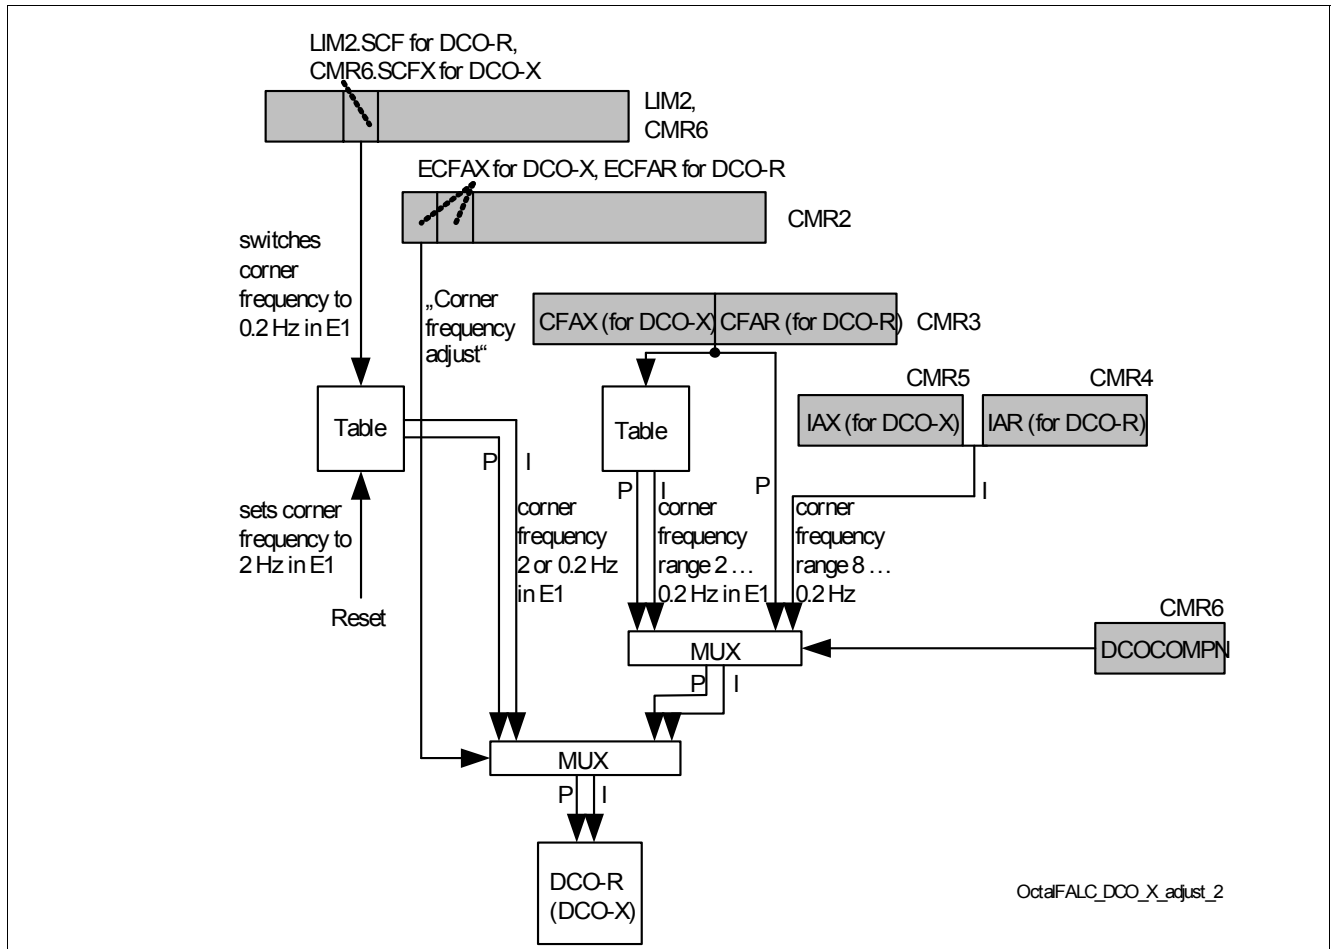 LIM2.SCF for DCO-R,
CMR6.SCFX for DCO-X
LIM2,
CMR6
ECFAX for DCO-X, ECFAR for DCO-R
CMR2
switches
corner
frequency to
0.2 Hz in E1
„Corner
frequency
adjust“
CFAX (for DCO-X)
CFAR (for DCO-R)
CMR3
CMR5
CMR4
IAX (for DCO-X)
IAR (for DCO-R)
Table
Table
P
I
P
I
P
I
sets corner
frequency to
2 Hz in E1
Reset
corner
frequency
2 or 0.2 Hz
in E1
corner
frequency
range 2 …
0.2 Hz in E1
corner
frequency
range 8 …
0.2 Hz
CMR6
DCOCOMPN
MUX
P
I
MUX
P
I
DCO-R
(DCO-X)
OctalFALC_DCO_X_adjust_2